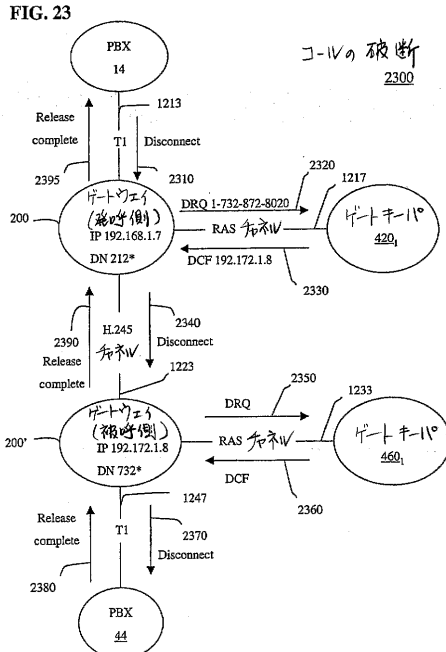 FIG. 23
コールの破断
2300
PBX
14
1213
Release
complete
T1
Disconnect
2395
2310
2320
ゲートウェイ
(発呼側)
IP 192.168.1.7
DN 212*
200
DRQ 1-732-872-8020
1217
RAS チャネル
DCF 192.172.1.8
2330
ゲートキーパ
420₁
2390
Release
complete
H.245
チャネル
2340
Disconnect
1223
2350
ゲートウェイ
(被呼側)
IP 192.172.1.8
DN 732*
200'
DRQ
1233
RAS チャネル
DCF
2360
ゲートキーパ
460₁
1247
Release
complete
T1
2370
Disconnect
2380
PBX
44